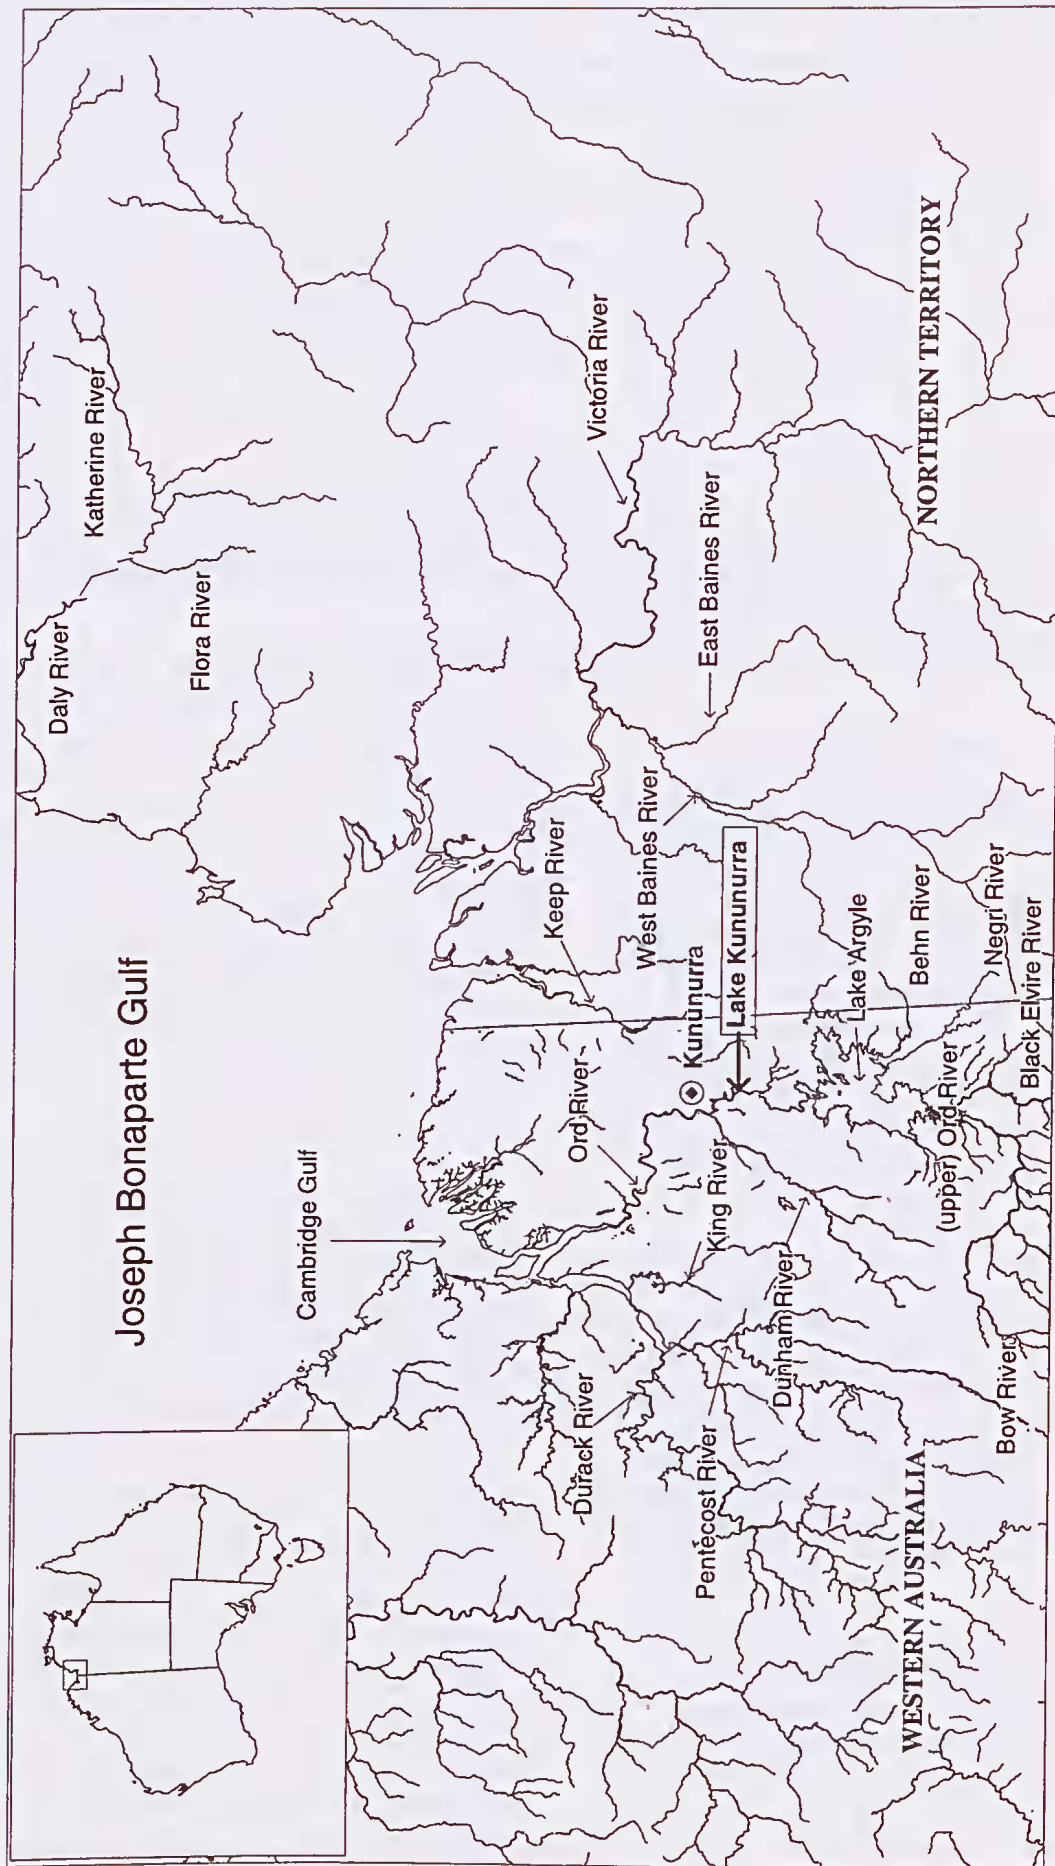 Joseph Bonaparte Gulf
Cambridge Gulf
Daly River
Katherine River
Flora River
Victoria River
Keep River
East Baines River
West Baines River
Ord River
Kununurra
Lake Kununurra
King River
Durack River
Pentecost River
Dunham River
Lake Argyle
Behn River
Negri River
(upper) Ord River
Black Elvire River
Bow River
WESTERN AUSTRALIA
NORTHERN TERRITORY